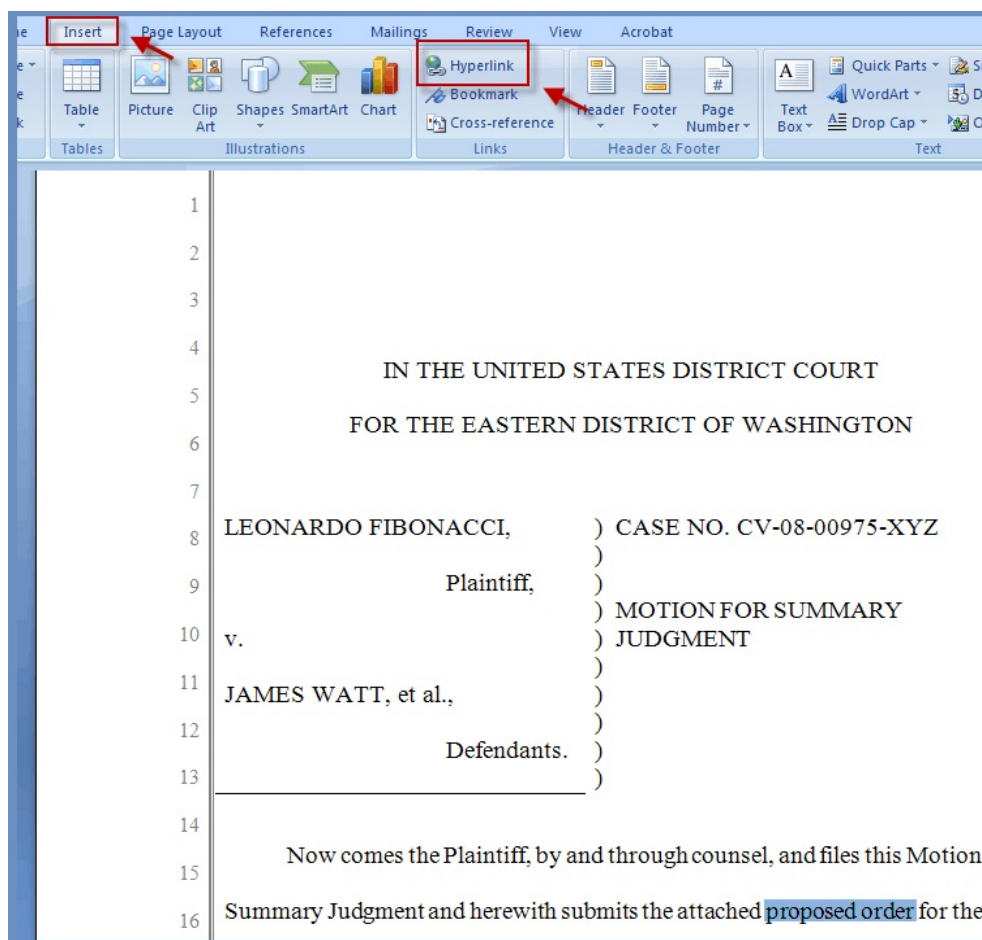 Insert Page Layout References Mailings Review View Acrobat
Table Picture Clip Art Shapes SmartArt Chart Hyperlink Bookmark Cross-reference Header Footer Page Number Text Box Quick Parts WordArt Drop Cap
Tables Illustrations Links Header & Footer Text
1
2
3
4
IN THE UNITED STATES DISTRICT COURT
5
FOR THE EASTERN DISTRICT OF WASHINGTON
6
7
8 LEONARDO FIBONACCI, ) CASE NO. CV-08-00975-XYZ
)
9 Plaintiff, )
) MOTION FOR SUMMARY
10 v. ) JUDGMENT
)
11 JAMES WATT, et al., )
12 )
Defendants. )
13 )
14
Now comes the Plaintiff, by and through counsel, and files this Motion
15
16 Summary Judgment and herewith submits the attached proposed order for the